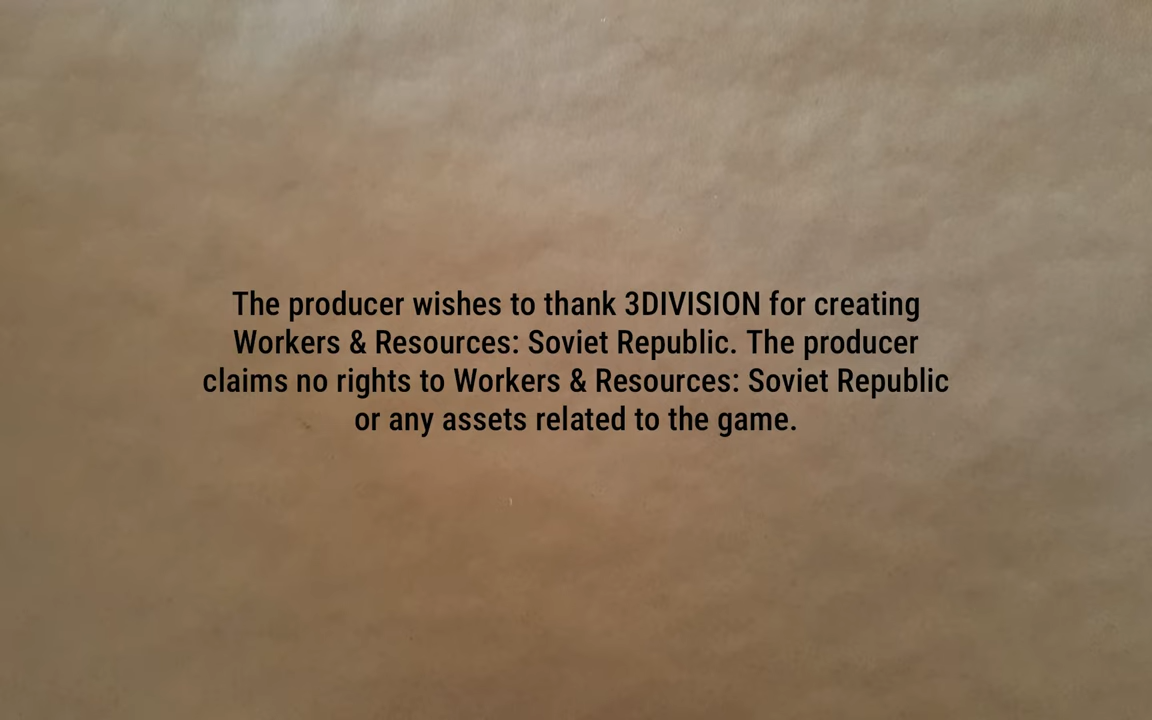 The producer wishes to thank 3DIVISION for creating
Workers & Resources: Soviet Republic. The producer
claims no rights to Workers & Resources: Soviet Republic
or any assets related to the game.